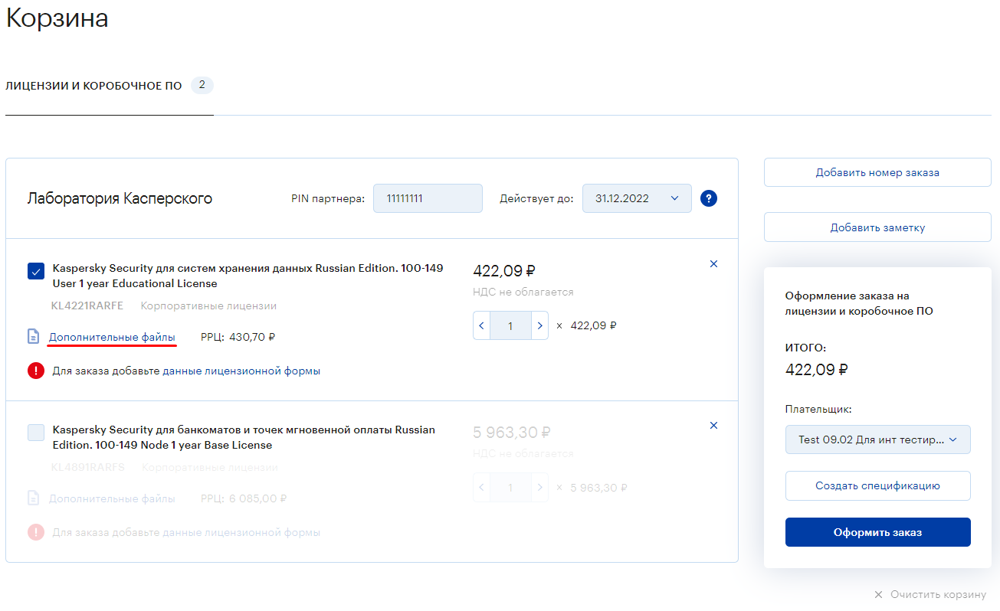 Корзина
ЛИЦЕНЗИИ И КОРОБОЧНОЕ ПО 2
Лаборатория Касперского PIN партнера: 11111111 Действует до: 31.12.2022 ?
Добавить номер заказа
Добавить заметку
Kaspersky Security для систем хранения данных Russian Edition. 100-149
User 1 year Educational License
KL4221RARFE Корпоративные лицензии
422,09 ₽
НДС не облагается
1 x 422,09 ₽
Дополнительные файлы РРЦ: 430,70 ₽
! Для заказа добавьте данные лицензионной формы
Kaspersky Security для банкоматов и точек мгновенной оплаты Russian
Edition. 100-149 Node 1 year Base License
KL4891RARFS Корпоративные лицензии
5 963,30 ₽
НДС не облагается
1 x 5 963,30 ₽
Дополнительные файлы РРЦ: 6 085,00 ₽
! Для заказа добавьте данные лицензионной формы
Оформление заказа на
лицензии и коробочное ПО
ИТОГО:
422,09 ₽
Плательщик:
Test 09.02 Для инт тестир...
Создать спецификацию
Оформить заказ
Очистить корзину